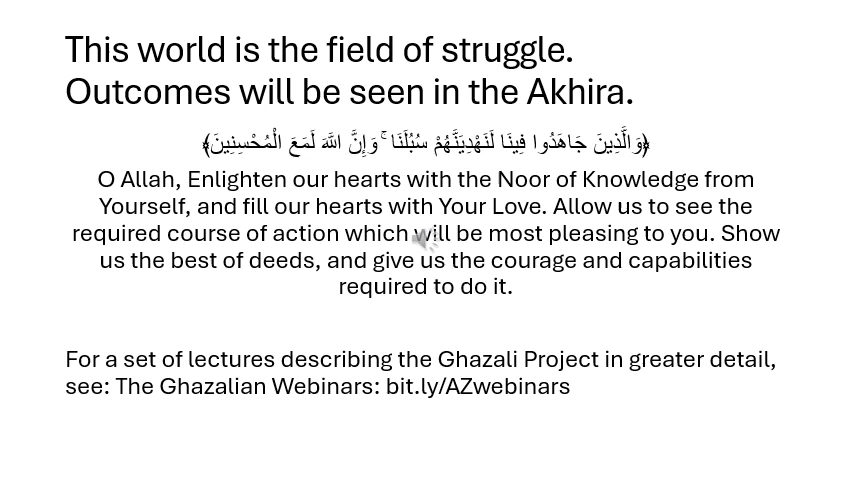 This world is the field of struggle.
Outcomes will be seen in the Akhira.
﴿وَالَّذِينَ جَاهَدُوا فِينَا لَنَهْدِيَنَّهُمْ سُبُلَنَا ۚ وَإِنَّ اللَّهَ لَمَعَ الْمُحْسِنِينَ﴾
O Allah, Enlighten our hearts with the Noor of Knowledge from
Yourself, and fill our hearts with Your Love. Allow us to see the
required course of action which will be most pleasing to you. Show
us the best of deeds, and give us the courage and capabilities
required to do it.
For a set of lectures describing the Ghazali Project in greater detail,
see: The Ghazalian Webinars: bit.ly/AZwebinars